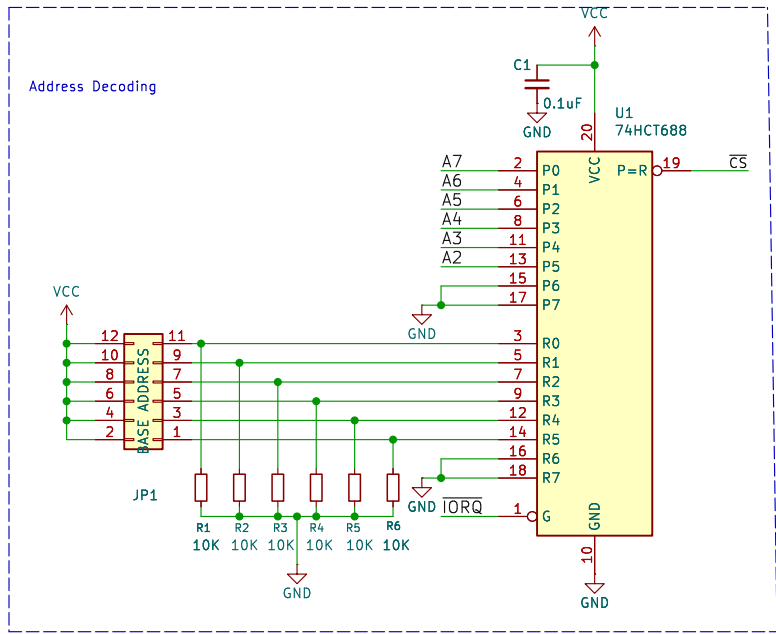 VCC
C1
0.1uF
GND
Address Decoding
U1
74HCT688
20
VCC
P=R
19
CS
A7 2 P0
A6 4 P1
A5 6 P2
A4 8 P3
A3 11 P4
A2 13 P5
15 P6
17 P7
GND
VCC
12 11
10 9
8 7
6 5
4 3
2 1
BASE ADDRESS
JP1
3 R0
5 R1
7 R2
9 R3
12 R4
14 R5
16 R6
18 R7
GND
IORQ 1 G
GND
10
GND
R1 R2 R3 R4 R5 R6
10K 10K 10K 10K 10K 10K
GND